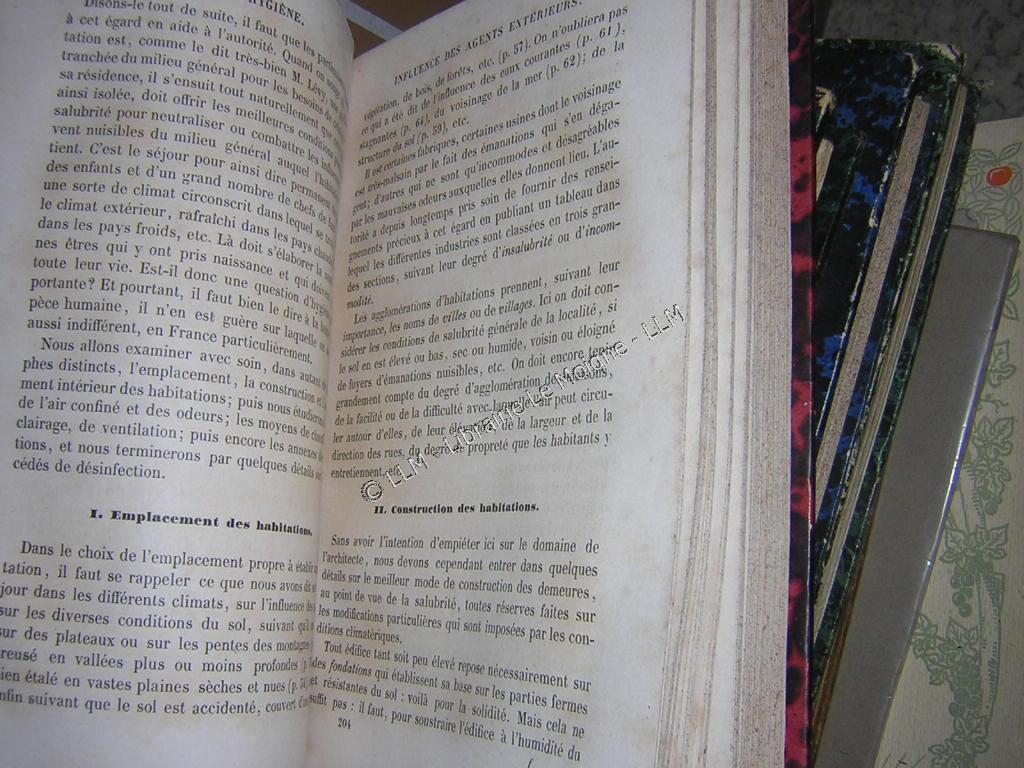 HYGIÈNE.
Disons-le tout de suite, il faut que les
à cet égard en aide à l'autorité. Quand on songe
tation est, comme le dit très-bien M. Lévy, une
tranchée du milieu général pour les besoins de
sa résidence, il s'ensuit tout naturellement que
ainsi isolée, doit offrir les meilleures conditions
salubrité pour neutraliser ou combattre les
vent nuisibles du milieu général auquel
tient. C'est le séjour pour ainsi dire permanent
des enfants et d'un grand nombre de chefs de
une sorte de climat circonscrit dans lequel se
le climat extérieur, rafraîchi dans les pays
dans les pays froids, etc. Là doit s'élaborer la
nes êtres qui y ont pris naissance et qui
toute leur vie. Est-il donc une question d'hygiène
portante? Et pourtant, il faut bien le dire à la
pèce humaine, il n'en est guère sur laquelle on
aussi indifférent, en France particulièrement.
Nous allons examiner avec soin, dans autant
phes distincts, l'emplacement, la construction et
ment intérieur des habitations; puis nous étudierons
de l'air confiné et des odeurs; les moyens de
clairage, de ventilation; puis encore les annexes
tions, et nous terminerons par quelques détails sur
cédés de désinfection.
I. Emplacement des habitations.
Dans le choix de l'emplacement propre à établir
tation, il faut se rappeler ce que nous avons dit
jour dans les différents climats, sur l'influence des
sur les diverses conditions du sol, suivant qu'il
ur des plateaux ou sur les pentes des montagnes
reusé en vallées plus ou moins profondes (p.
ien étalé en vastes plaines sèches et nues (p. 54)
nfin suivant que le sol est accidenté, couvert
INFLUENCE DES AGENTS EXTÉRIEURS.
végétation, de bois, de forêts, etc. (p. 57). On n'oubliera pas
ce qui a été dit de l'influence des eaux courantes (p. 61),
stagnantes (p. 64), du voisinage de la mer (p. 62); de la
structure du sol (p. 59), etc.
Il est certaines fabriques, certaines usines dont le voisinage
est très-malsain par le fait des émanations qui s'en déga-
gent; d'autres qui ne sont qu'incommodes et désagréables
par les mauvaises odeurs auxquelles elles donnent lieu. L'au-
torité a depuis longtemps pris soin de fournir des rensei-
gnements précieux à cet égard en publiant un tableau dans
lequel les différentes industries sont classées en trois gran-
des sections, suivant leur degré d'insalubrité ou d'incom-
modité.
Les agglomérations d'habitations prennent, suivant leur
importance, les noms de villes ou de villages. Ici on doit con-
sidérer les conditions de salubrité générale de la localité, si
le sol en est élevé ou bas, sec ou humide, voisin ou éloigné
de foyers d'émanations nuisibles, etc. On doit encore tenir
grandement compte du degré d'agglomération des maisons,
de la facilité ou de la difficulté avec laquelle l'air peut circu-
ler autour d'elles, de leur élévation, de la largeur et de la
direction des rues, du degré de propreté que les habitants y
entretiennent, etc.
II. Construction des habitations.
Sans avoir l'intention d'empiéter ici sur le domaine de
l'architecte, nous devons cependant entrer dans quelques
détails sur le meilleur mode de construction des demeures,
au point de vue de la salubrité, toutes réserves faites sur
les modifications particulières qui sont imposées par les con-
ditions climatériques.
Tout édifice tant soit peu élevé repose nécessairement sur
des fondations qui établissent sa base sur les parties fermes
et résistantes du sol : voilà pour la solidité. Mais cela ne
suffit pas : il faut, pour soustraire l'édifice à l'humidité du
204
© LLM - Librairie Le Moigne - LLM